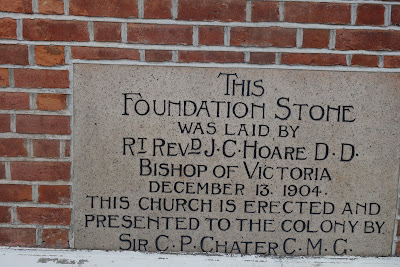 THIS
FOUNDATION STONE
WAS LAID BY
RT REVD J. C. HOARE D. D.
BISHOP OF VICTORIA
DECEMBER 13. 1904.
THIS CHURCH IS ERECTED AND
PRESENTED TO THE COLONY BY
SIR C. P. CHATER C. M. G.